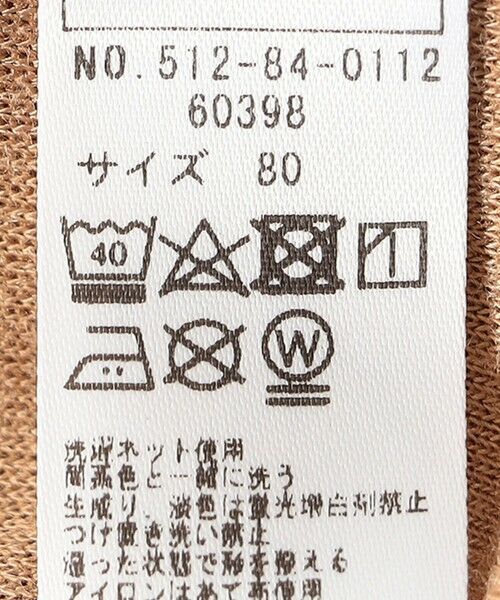 NO.512-84-0112
60398
サイズ 80
40
W
洗濯ネット使用
同系色と一緒に洗う
生成り、淡色は蛍光増白剤禁止
つけ置き洗い禁止
湿った状態で形を整える
アイロンはあて布使用